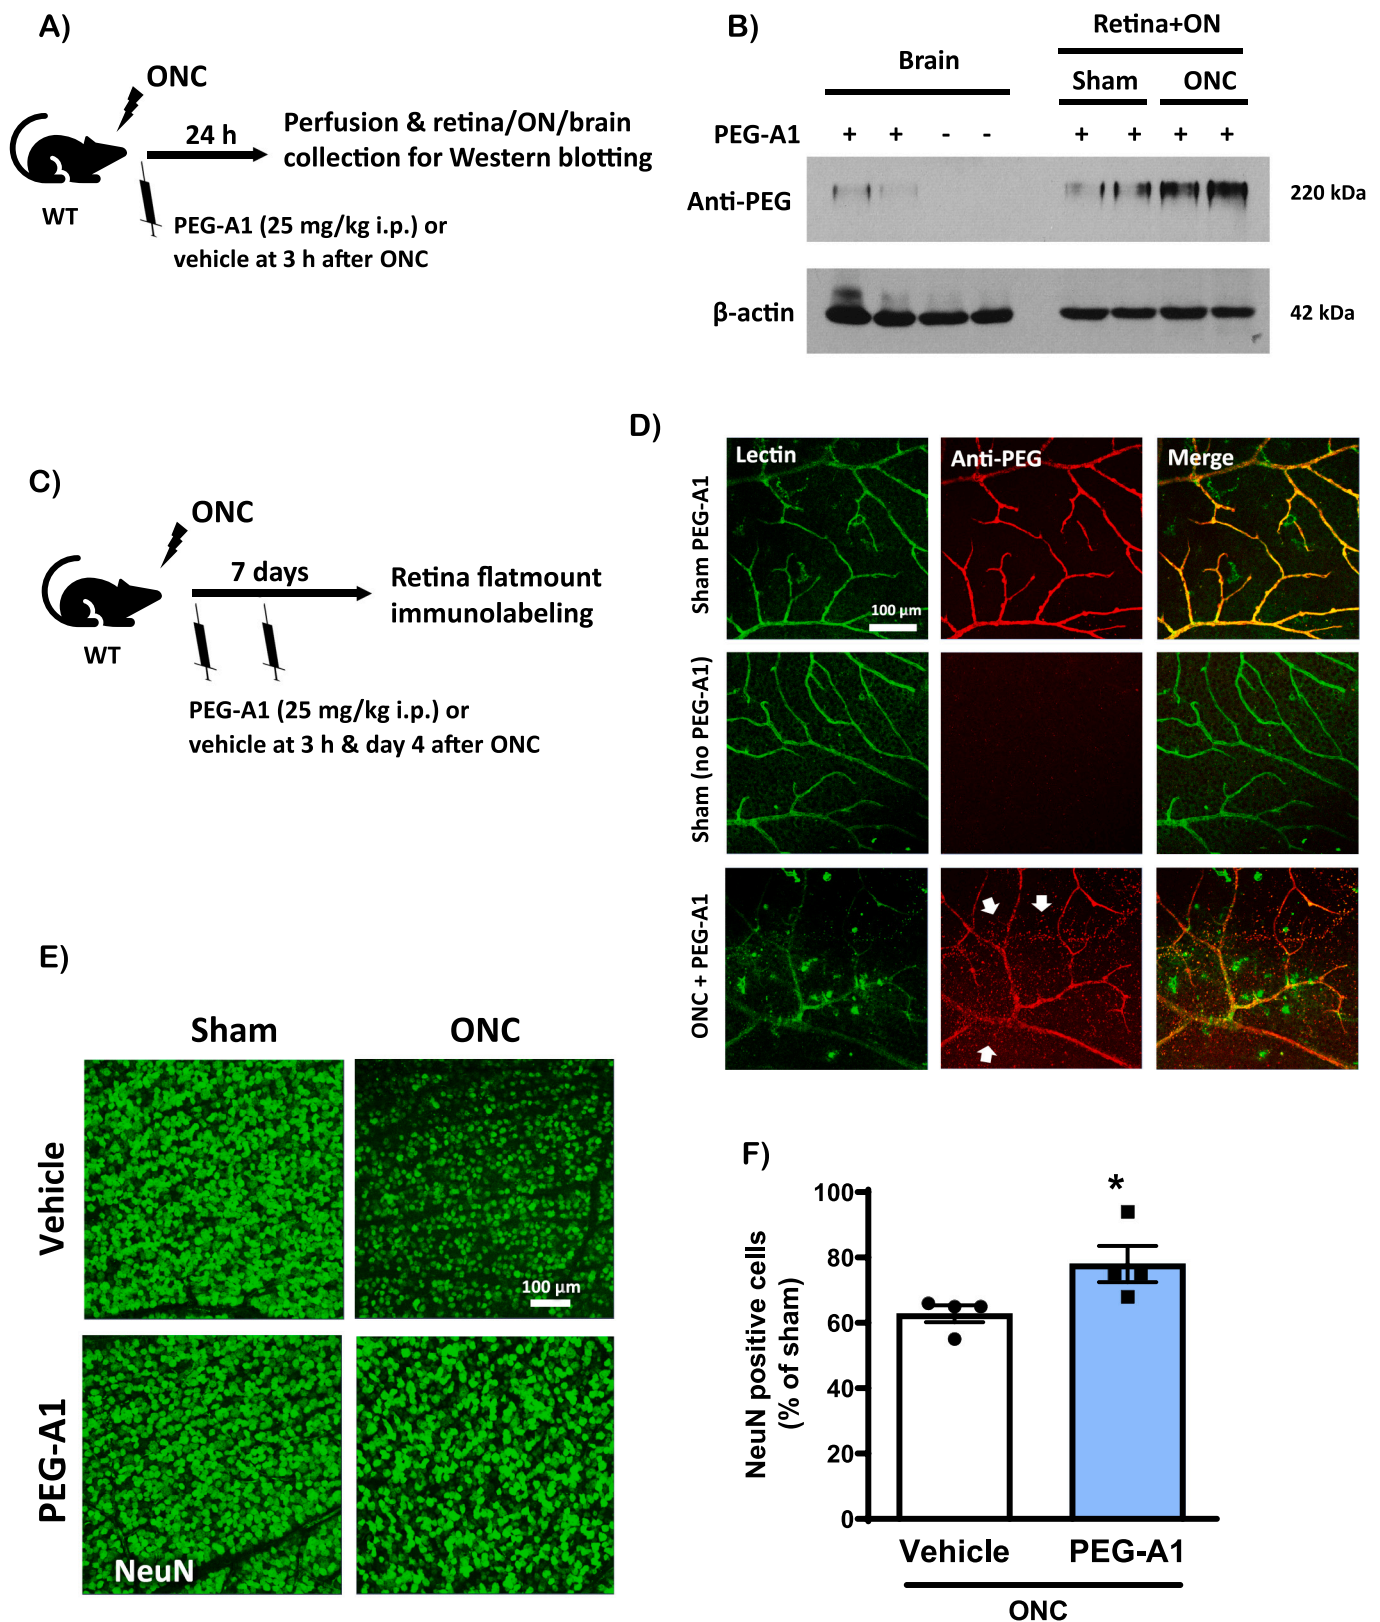 A)
ONC
24 h
Perfusion & retina/ON/brain
collection for Western blotting
WT
PEG-A1 (25 mg/kg i.p.) or
vehicle at 3 h after ONC
B)
Retina+ON
Brain
Sham ONC
PEG-A1 + + - - + + + +
Anti-PEG
220 kDa
β-actin
42 kDa
C)
ONC
7 days
Retina flatmount
immunolabeling
WT
PEG-A1 (25 mg/kg i.p.) or
vehicle at 3 h & day 4 after ONC
D)
Lectin Anti-PEG Merge
Sham PEG-A1
100 µm
Sham (no PEG-A1)
ONC + PEG-A1
E)
Sham ONC
Vehicle
100 µm
PEG-A1
NeuN
F)
*
NeuN positive cells
(% of sham)
100
80
60
40
20
0
Vehicle PEG-A1
ONC